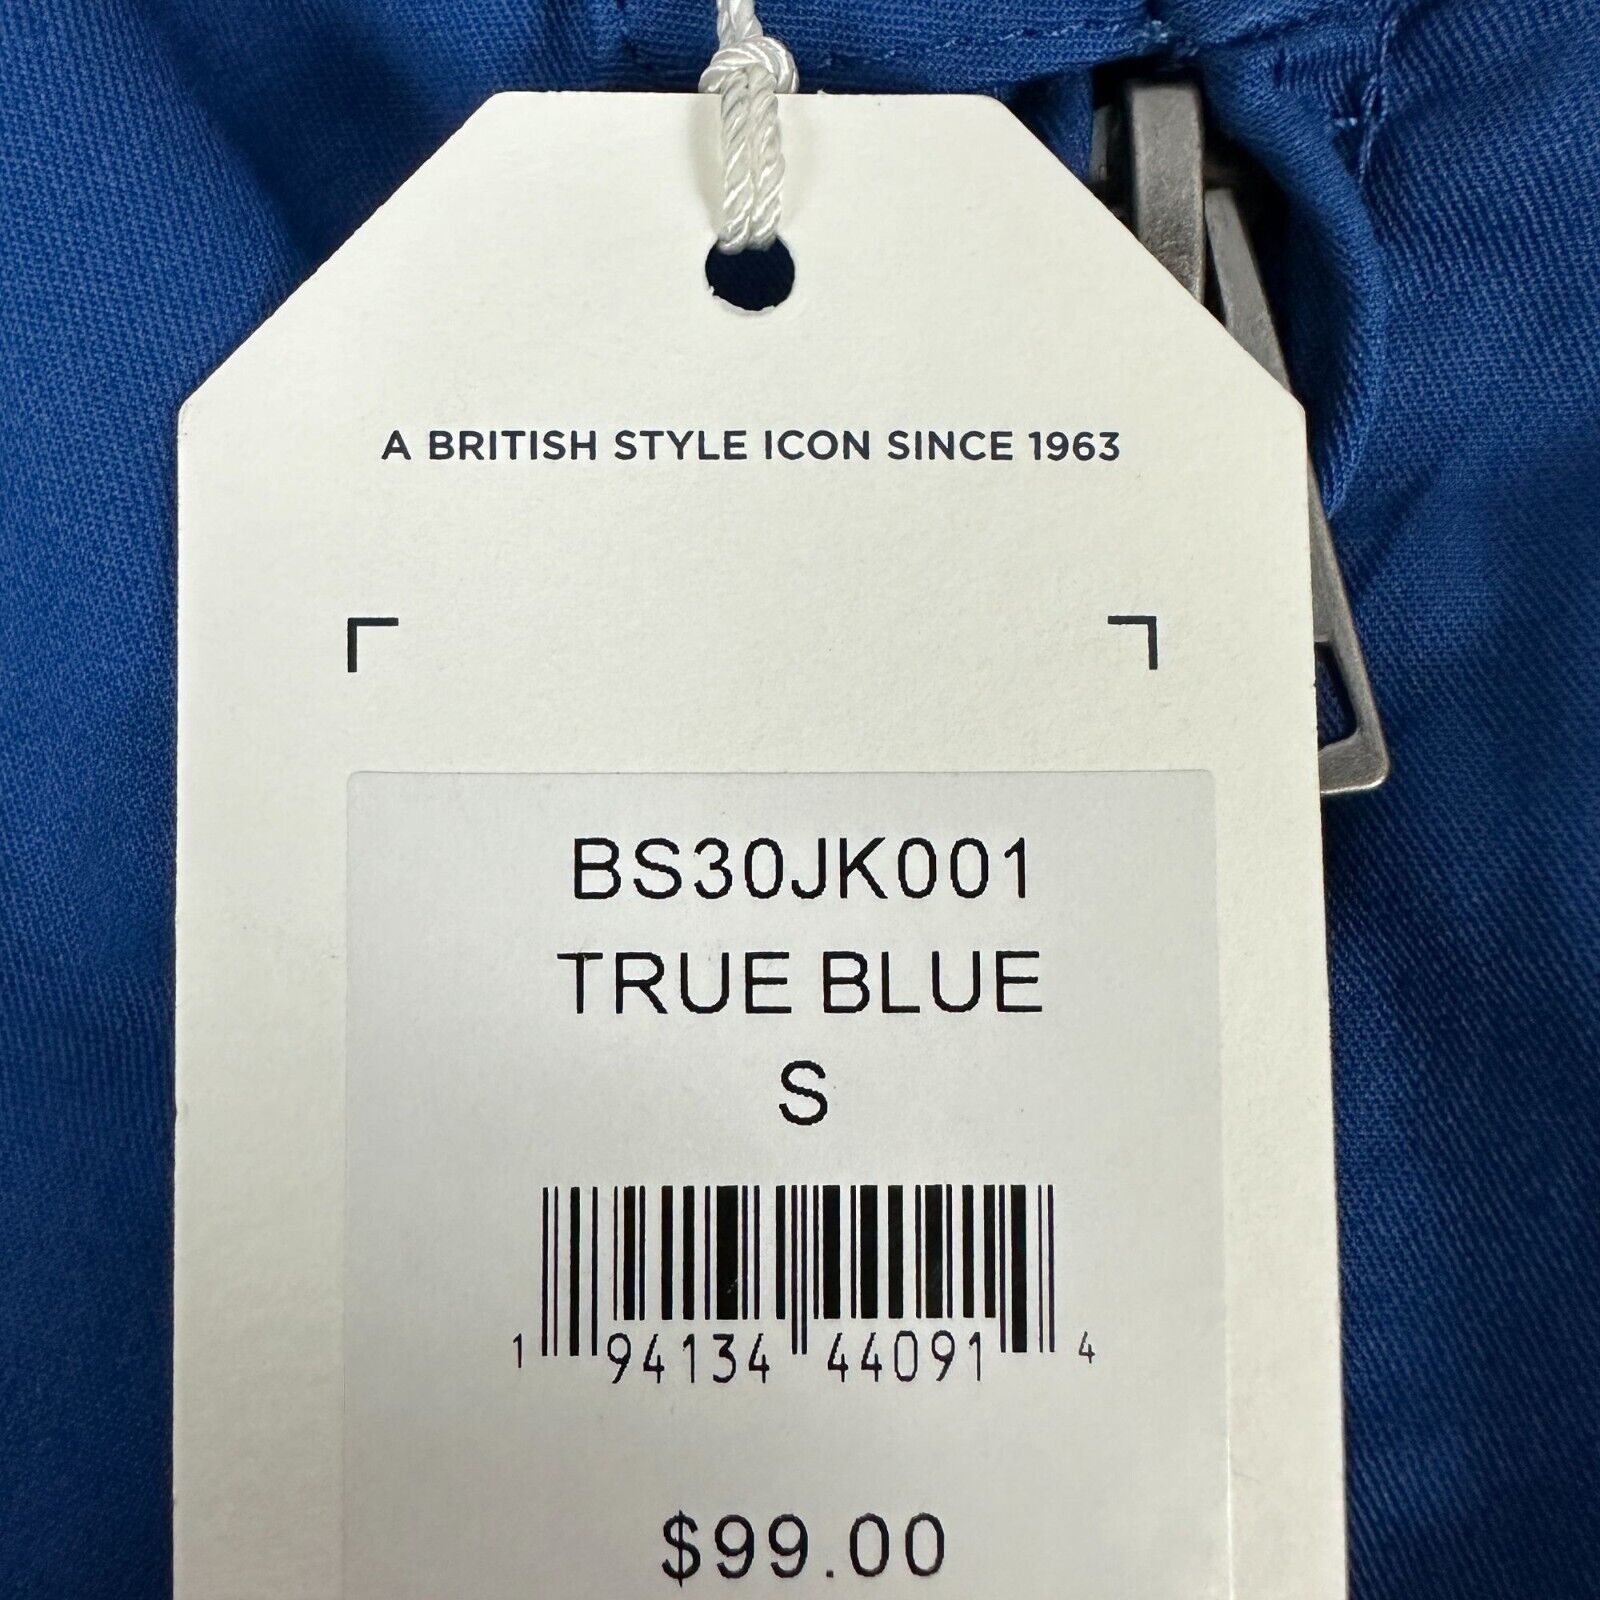 A BRITISH STYLE ICON SINCE 1963
BS30JK001
TRUE BLUE
S
1 94134 44091 4
$99.00